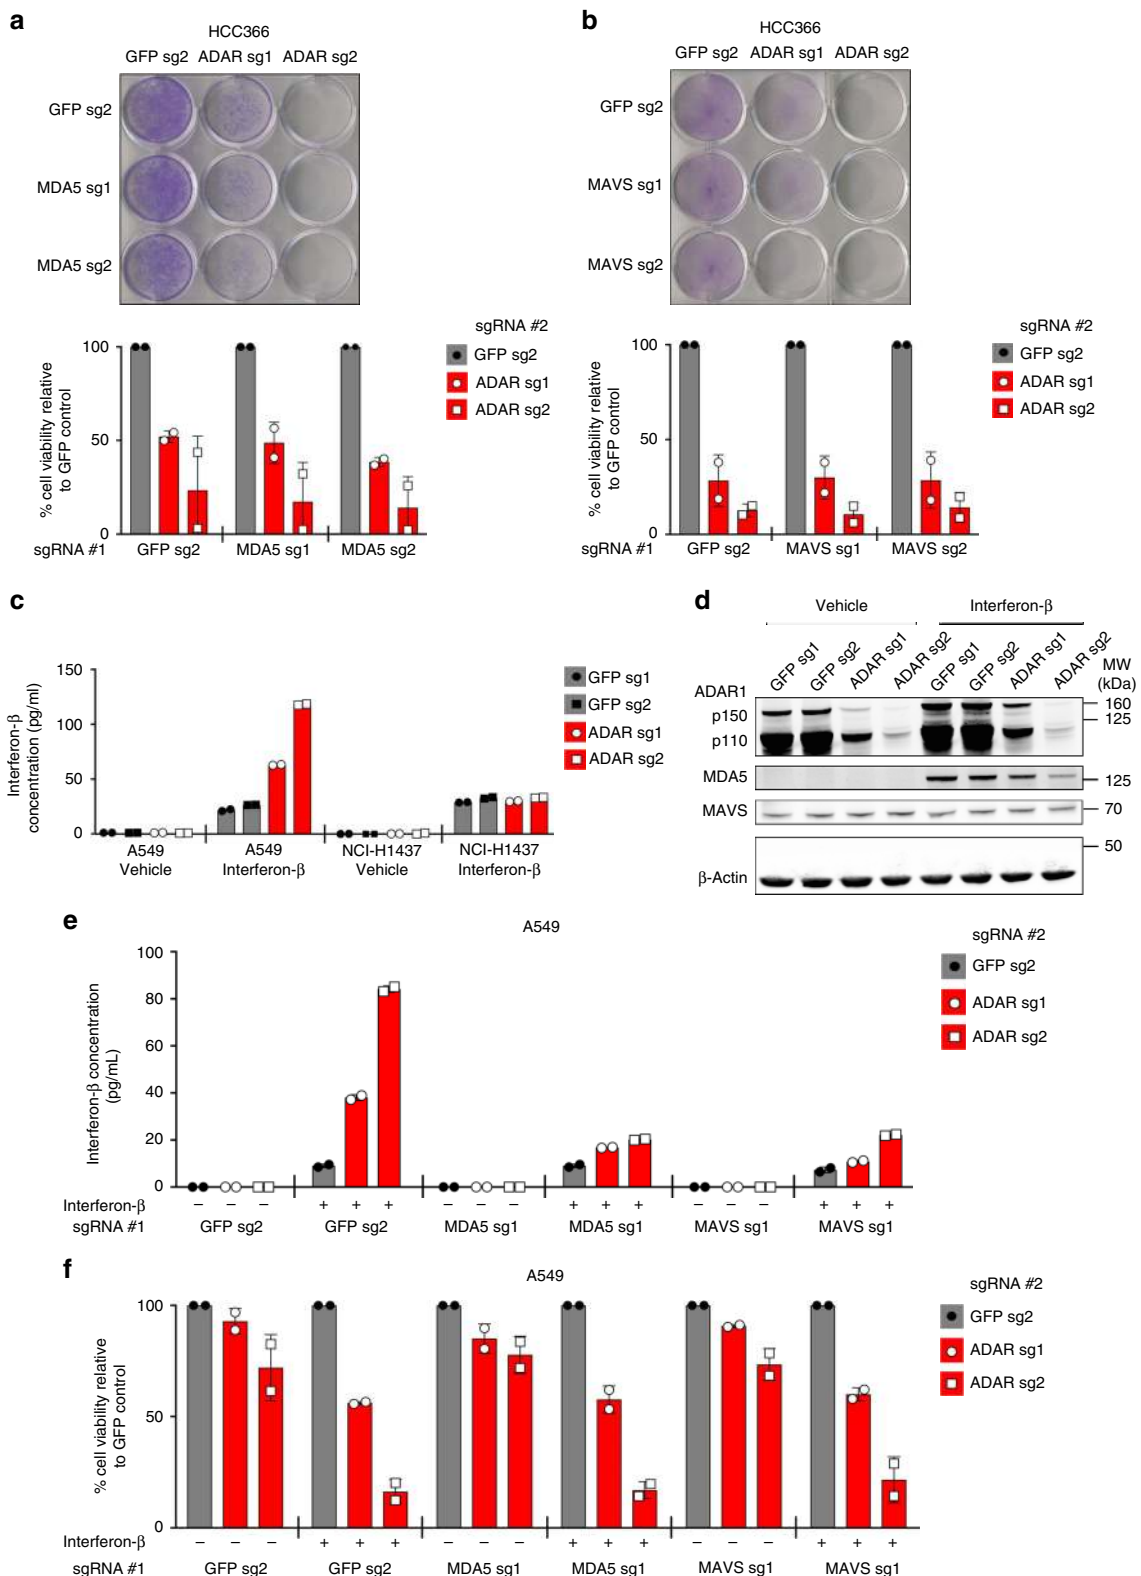 a
HCC366
GFP sg2 ADAR sg1 ADAR sg2
GFP sg2
MDA5 sg1
MDA5 sg2
% cell viability relative
to GFP control
100
50
0
sgRNA #1
GFP sg2 MDA5 sg1 MDA5 sg2
sgRNA #2
GFP sg2
ADAR sg1
ADAR sg2
b
HCC366
GFP sg2 ADAR sg1 ADAR sg2
GFP sg2
MAVS sg1
MAVS sg2
% cell viability relative
to GFP control
100
50
0
sgRNA #1
GFP sg2 MAVS sg1 MAVS sg2
sgRNA #2
GFP sg2
ADAR sg1
ADAR sg2
c
Interferon-β
concentration (pg/ml)
150
100
50
0
A549 A549 NCI-H1437 NCI-H1437
Vehicle Interferon-β Vehicle Interferon-β
GFP sg1
GFP sg2
ADAR sg1
ADAR sg2
d
Vehicle Interferon-β
GFP sg1 GFP sg2 ADAR sg1 ADAR sg2 GFP sg1 GFP sg2 ADAR sg1 ADAR sg2
MW
(kDa)
ADAR1
p150
p110
160
125
MDA5
125
MAVS
70
50
β-Actin
e
A549
Interferon-β concentration
(pg/mL)
100
80
60
40
20
0
Interferon-β − − − + + + − − − + + + − − − + + +
sgRNA #1 GFP sg2 GFP sg2 MDA5 sg1 MDA5 sg1 MAVS sg1 MAVS sg1
sgRNA #2
GFP sg2
ADAR sg1
ADAR sg2
f
A549
% cell viability relative
to GFP control
100
50
0
Interferon-β − − − + + + − − − + + + − − − + + +
sgRNA #1 GFP sg2 GFP sg2 MDA5 sg1 MDA5 sg1 MAVS sg1 MAVS sg1
sgRNA #2
GFP sg2
ADAR sg1
ADAR sg2